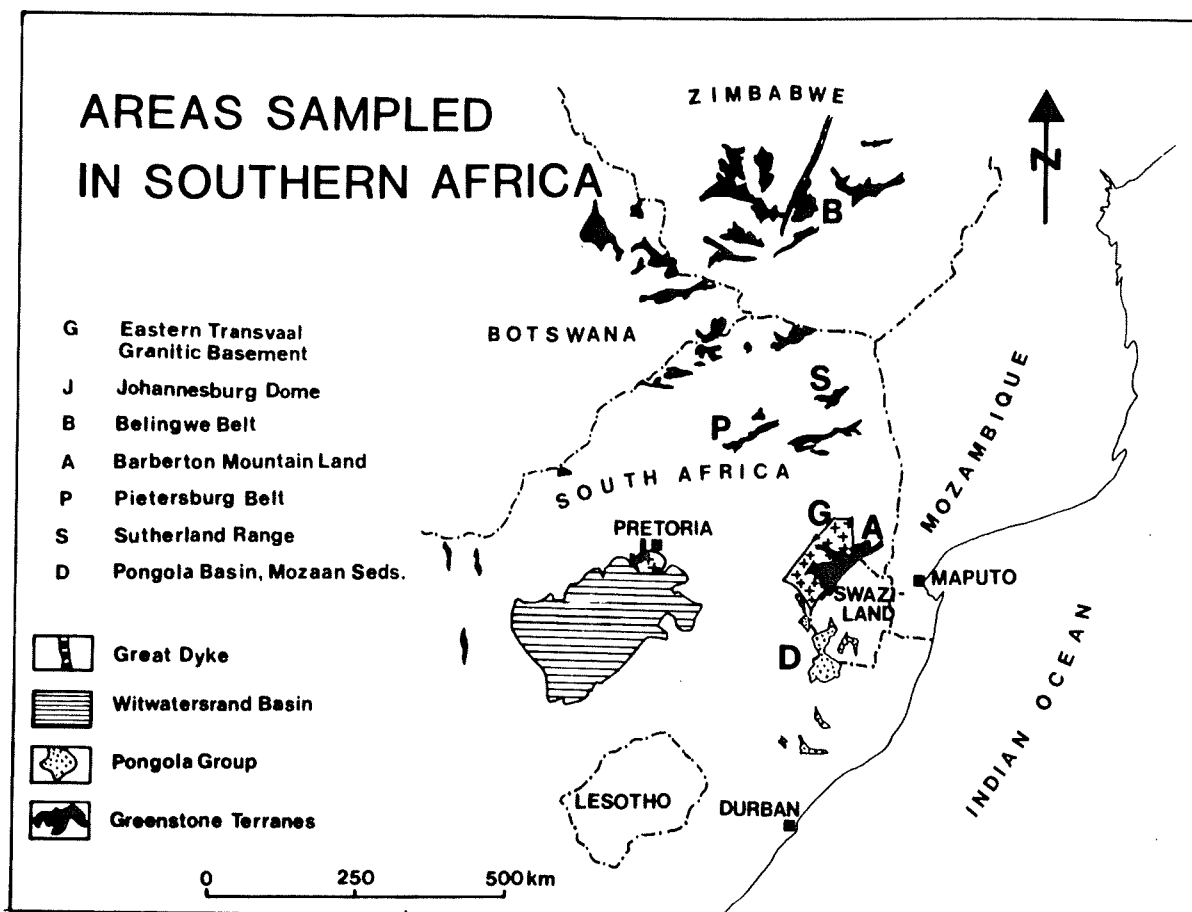 AREAS SAMPLED
IN SOUTHERN AFRICA
ZIMBABWE
N
B
BOTSWANA
S
P
SOUTH AFRICA
MOZAMBIQUE
G
A
J
PRETORIA
MAPUTO
SWAZI-
LAND
D
INDIAN OCEAN
LESOTHO
DURBAN
G Eastern Transvaal
Granitic Basement
J Johannesburg Dome
B Belingwe Belt
A Barberton Mountain Land
P Pietersburg Belt
S Sutherland Range
D Pongola Basin, Mozaan Seds.
Great Dyke
Witwatersrand Basin
Pongola Group
Greenstone Terranes
0 250 500 km